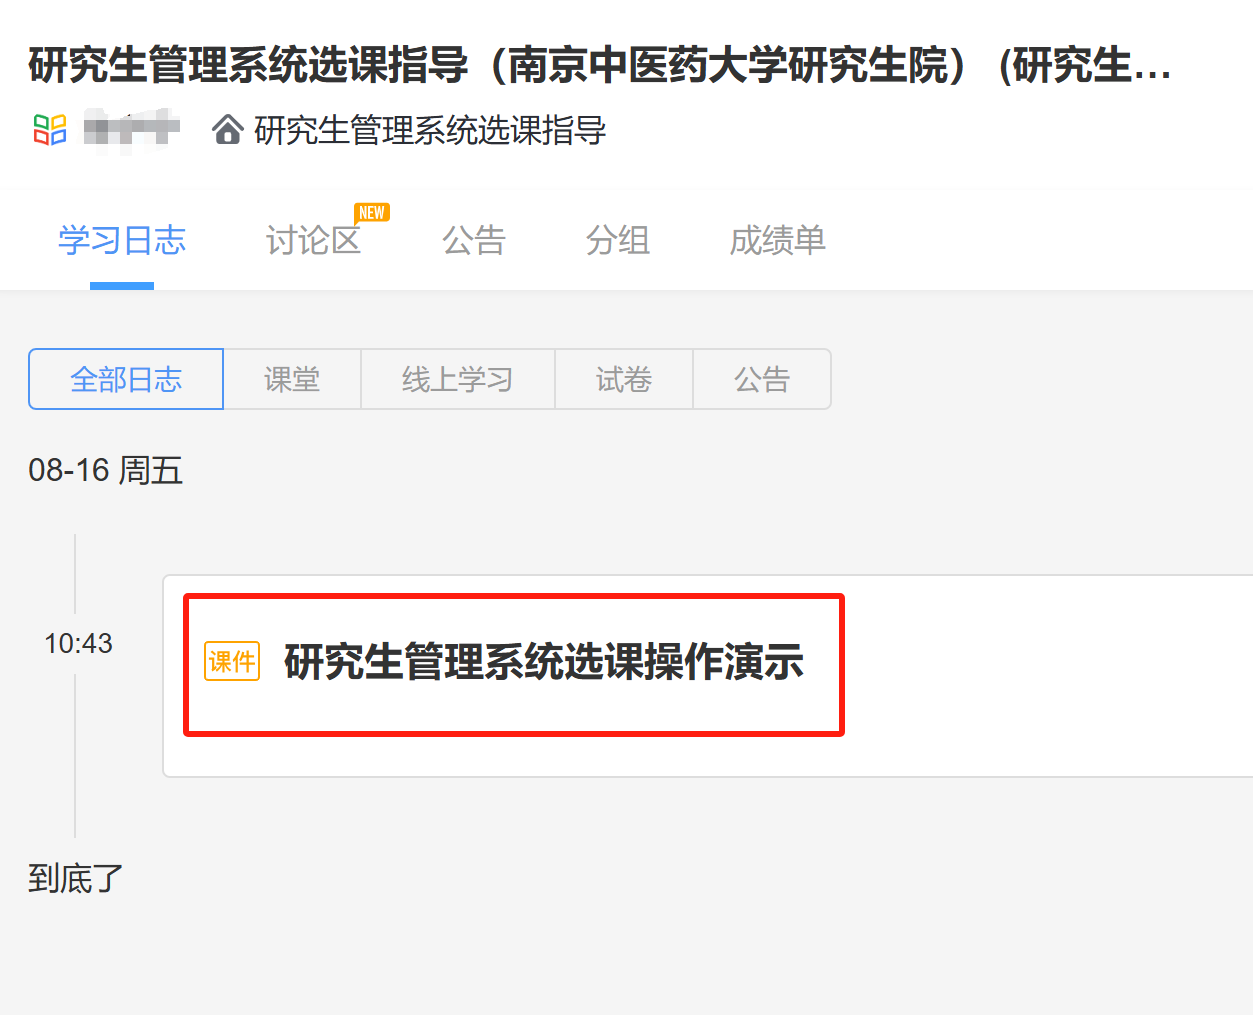 研究生管理系统选课指导（南京中医药大学研究生院） (研究生...
研究生管理系统选课指导
学习日志 讨论区 NEW 公告 分组 成绩单
全部日志 课堂 线上学习 试卷 公告
08-16 周五
10:43
课件 研究生管理系统选课操作演示
到底了